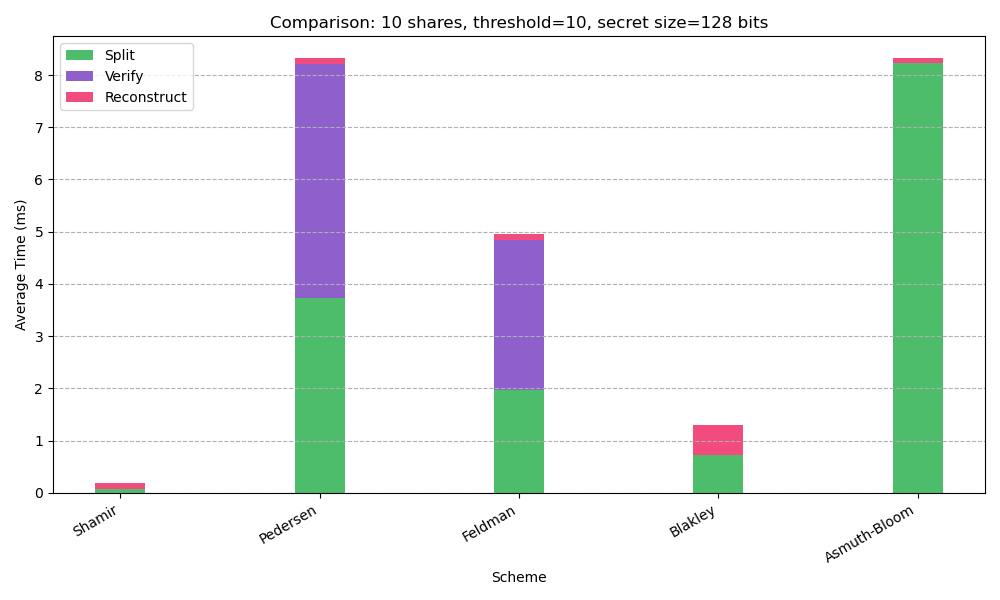 Comparison: 10 shares, threshold=10, secret size=128 bits
Split
Verify
Reconstruct
Average Time (ms)
8
7
6
5
4
3
2
1
0
Shamir
Pedersen
Feldman
Blakley
Asmuth-Bloom
Scheme